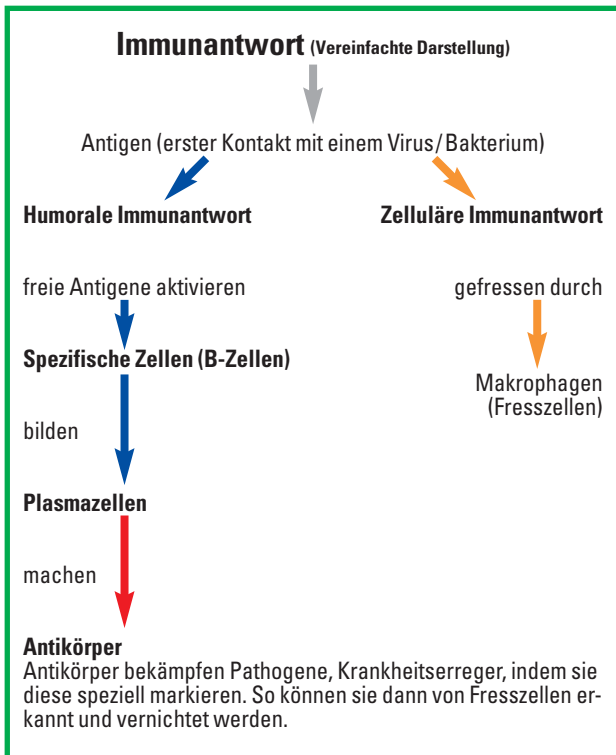 Immunantwort (Vereinfachte Darstellung)
Antigen (erster Kontakt mit einem Virus/Bakterium)
Humorale Immunantwort
Zelluläre Immunantwort
freie Antigene aktivieren
gefressen durch
Spezifische Zellen (B-Zellen)
Makrophagen
(Fresszellen)
bilden
Plasmazellen
machen
Antikörper
Antikörper bekämpfen Pathogene, Krankheitserreger, indem sie
diese speziell markieren. So können sie dann von Fresszellen er-
kannt und vernichtet werden.